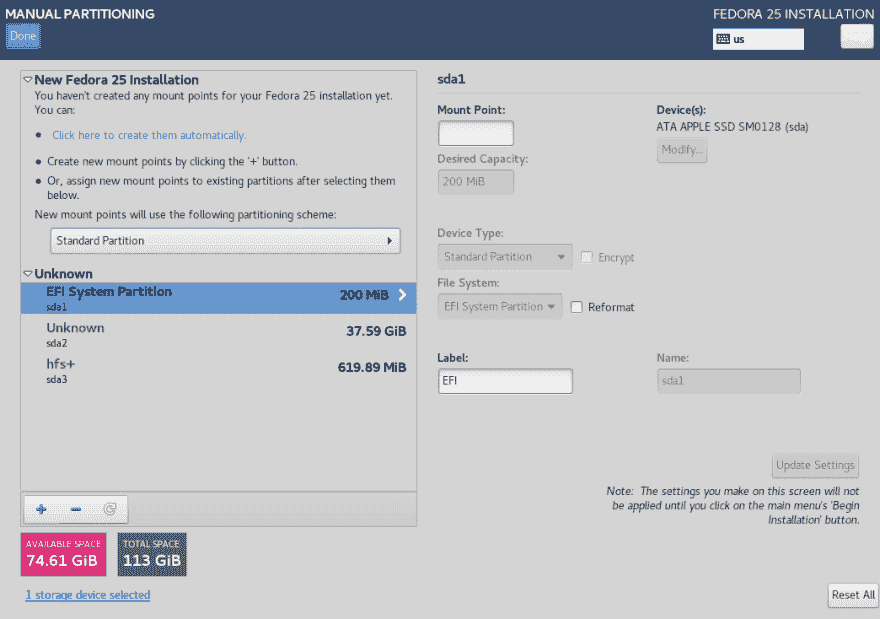 MANUAL PARTITIONING
FEDORA 25 INSTALLATION
Done
us
New Fedora 25 Installation
You haven't created any mount points for your Fedora 25 installation yet.
You can:
Click here to create them automatically.
Create new mount points by clicking the '+' button.
Or, assign new mount points to existing partitions after selecting them
below.
New mount points will use the following partitioning scheme:
Standard Partition
Unknown
EFI System Partition
200 MiB
sda1
Unknown
37.59 GiB
sda2
hfs+
619.89 MiB
sda3
AVAILABLE SPACE
74.61 GiB
TOTAL SPACE
113 GiB
1 storage device selected
sda1
Mount Point:
Device(s):
ATA APPLE SSD SM0128 (sda)
Modify...
Desired Capacity:
200 MiB
Device Type:
Standard Partition
Encrypt
File System:
EFI System Partition
Reformat
Label:
Name:
EFI
sda1
Update Settings
Note: The settings you make on this screen will not
be applied until you click on the main menu's 'Begin
Installation' button.
Reset All